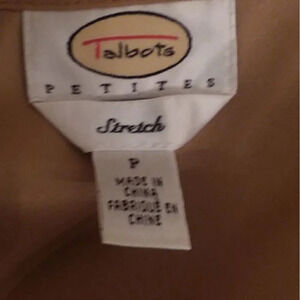 Talbots
PETITES
Stretch
P
MADE IN
CHINA
FABRIQUÉ EN
CHINE